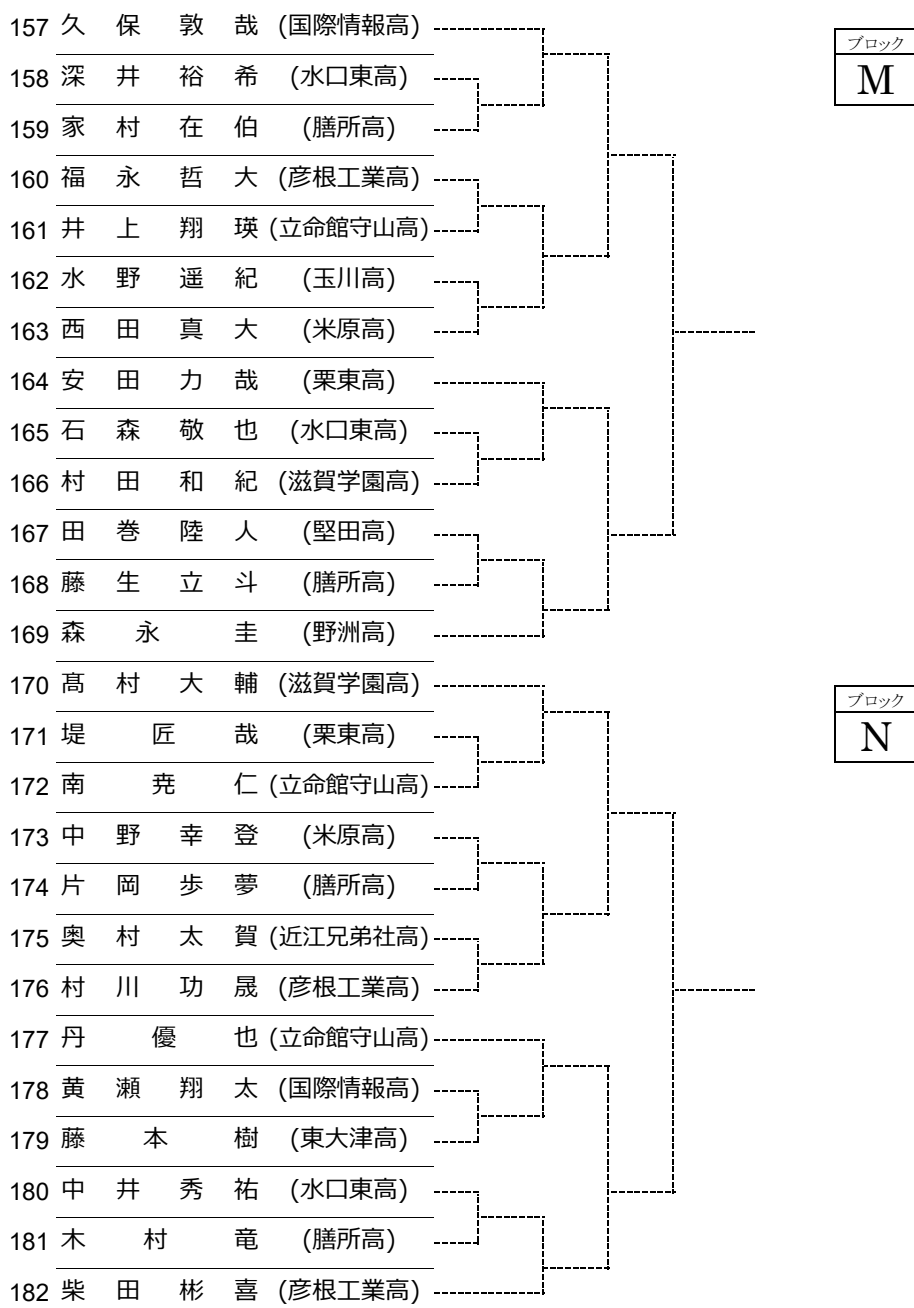 157 久保敦哉 (国際情報高)
ブロック
M
158 深井裕希 (水口東高)
159 家村在伯 (膳所高)
160 福永哲大 (彦根工業高)
161 井上翔瑛 (立命館守山高)
162 水野遥紀 (玉川高)
163 西田真大 (米原高)
164 安田力哉 (栗東高)
165 石森敬也 (水口東高)
166 村田和紀 (滋賀学園高)
167 田巻陸人 (堅田高)
168 藤生立斗 (膳所高)
169 森永圭 (野洲高)
170 髙村大輔 (滋賀学園高)
ブロック
N
171 堤匠哉 (栗東高)
172 南尭仁 (立命館守山高)
173 中野幸登 (米原高)
174 片岡歩夢 (膳所高)
175 奥村太賀 (近江兄弟社高)
176 村川功晟 (彦根工業高)
177 丹優也 (立命館守山高)
178 黄瀬翔太 (国際情報高)
179 藤本樹 (東大津高)
180 中井秀祐 (水口東高)
181 木村竜 (膳所高)
182 柴田彬喜 (彦根工業高)